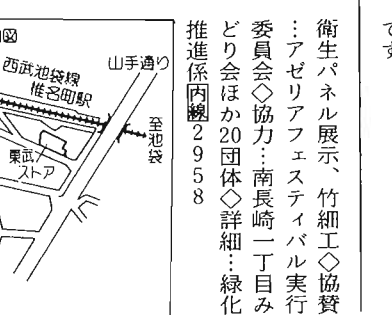 です
衛生パネル展示、竹細工◇協賛
…アゼリアフェスティバル実行
委員会◇協力…南長崎一丁目み
どり会ほか20団体◇詳細…緑化
推進係内線2958
図
山手通り
西武池袋線
椎名町駅
至池袋
東武
ストア